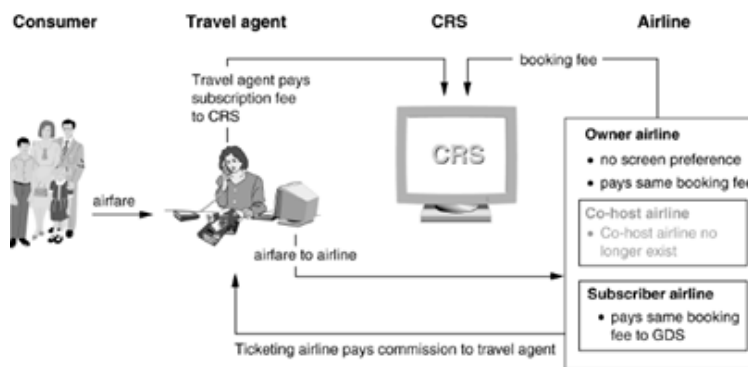 Consumer
Travel agent
CRS
Airline
Travel agent pays
subscription fee
to CRS
booking fee
CRS
Owner airline
• no screen preference
• pays same booking fee
Co-host airline
• Co-host airline no
longer exist
airfare
airfare to airline
Subscriber airline
• pays same booking
fee to GDS
Ticketing airline pays commission to travel agent